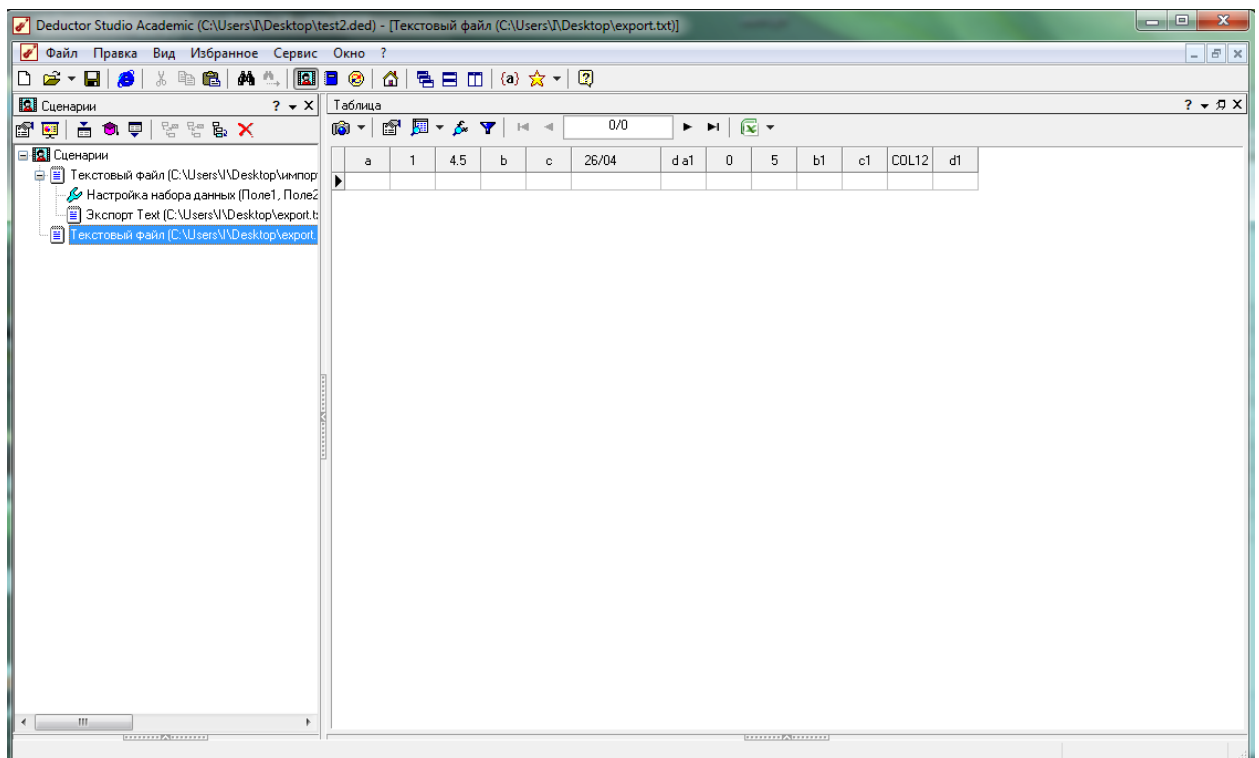 Deductor Studio Academic (C:\Users\I\Desktop\test2.ded) - [Текстовый файл (C:\Users\I\Desktop\export.txt)]
Файл Правка Вид Избранное Сервис Окно ?
{a}
Сценарии ?
Таблица ?
0/0
Сценарии
Текстовый файл (C:\Users\I\Desktop\импор
Настройка набора данных (Поле1, Поле2
Экспорт Text (C:\Users\I\Desktop\export.t
Текстовый файл (C:\Users\I\Desktop\export.
a 1 4.5 b c 26/04 d a1 0 5 b1 c1 COL12 d1